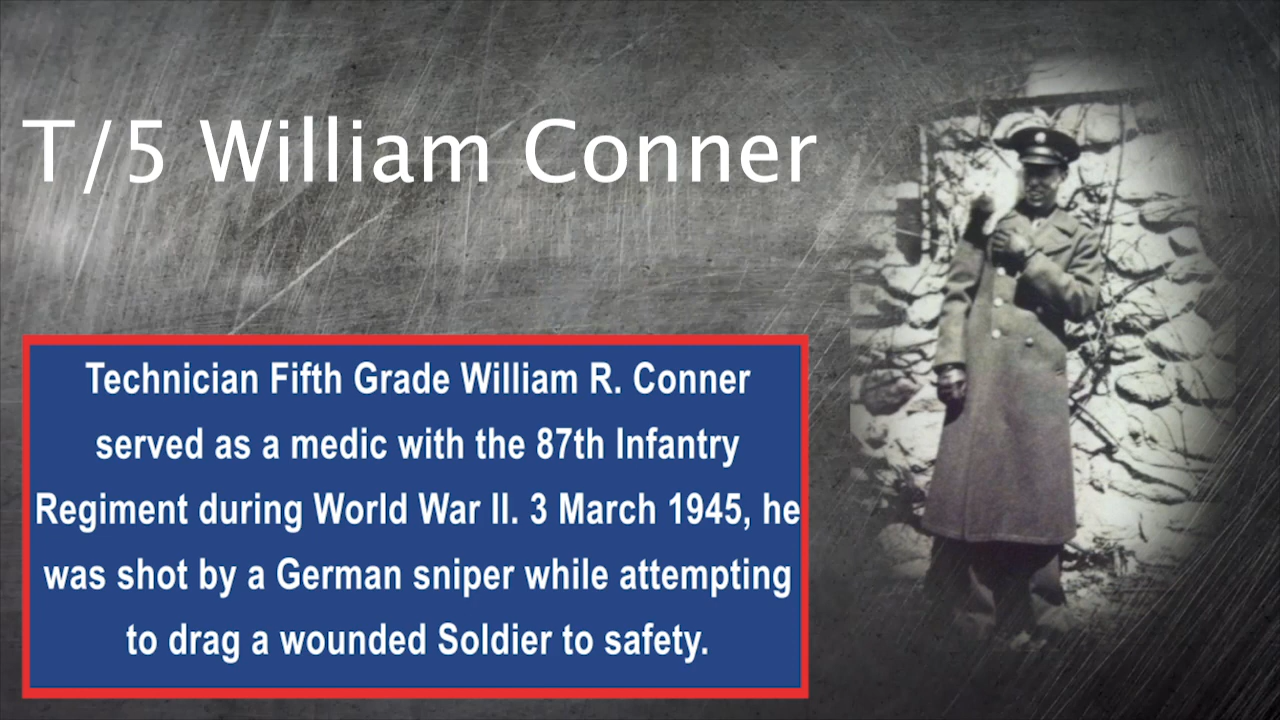 T/5 William Conner
Technician Fifth Grade William R. Conner
served as a medic with the 87th Infantry
Regiment during World War II. 3 March 1945, he
was shot by a German sniper while attempting
to drag a wounded Soldier to safety.